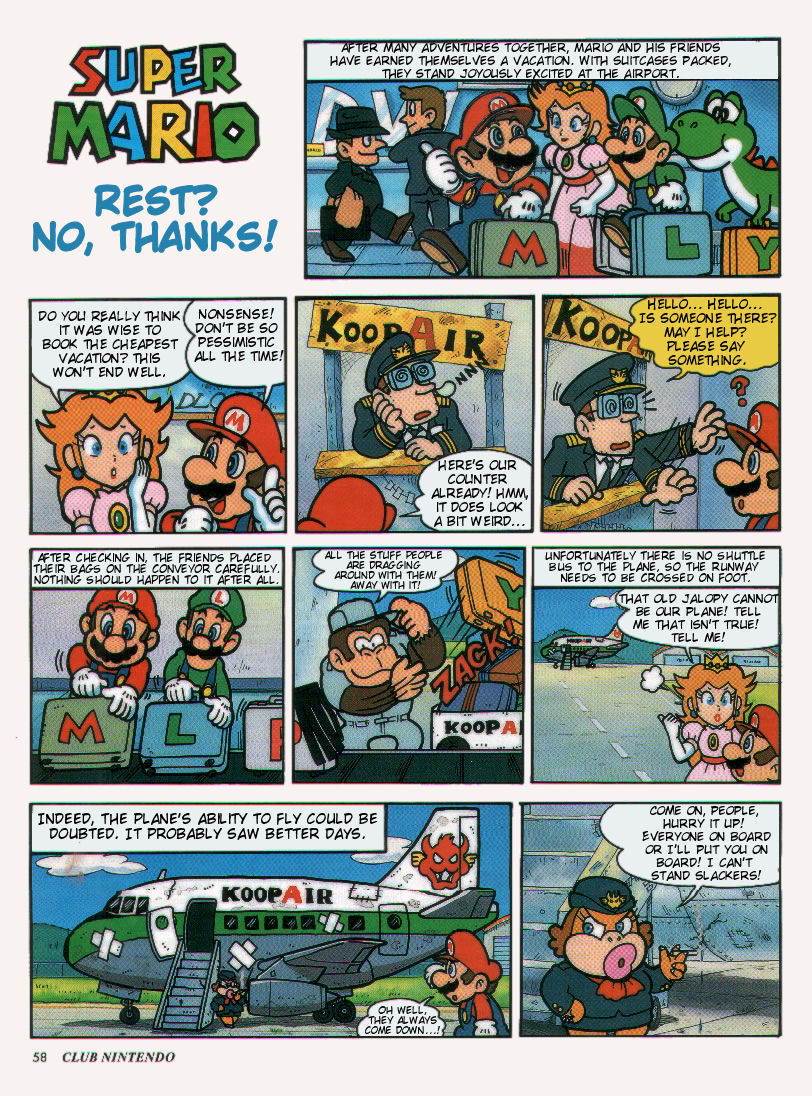 SUPER
MARIO
REST?
NO, THANKS!
AFTER MANY ADVENTURES TOGETHER, MARIO AND HIS FRIENDS
HAVE EARNED THEMSELVES A VACATION. WITH SUITCASES PACKED,
THEY STAND JOYOUSLY EXCITED AT THE AIRPORT.
M
L
Y
DO YOU REALLY THINK
IT WAS WISE TO
BOOK THE CHEAPEST
VACATION? THIS
WON'T END WELL.
NONSENSE!
DON'T BE SO
PESSIMISTIC
ALL THE TIME!
M
KOOPAIR
NNN
HERE'S OUR
COUNTER
ALREADY! HMM,
IT DOES LOOK
A BIT WEIRD...
KOOPA
HELLO... HELLO...
IS SOMEONE THERE?
MAY I HELP?
PLEASE SAY
SOMETHING.
?
M
AFTER CHECKING IN, THE FRIENDS PLACED
THEIR BAGS ON THE CONVEYOR CAREFULLY.
NOTHING SHOULD HAPPEN TO IT AFTER ALL.
M
L
M
L
ALL THE STUFF PEOPLE
ARE DRAGGING
AROUND WITH THEM!
AWAY WITH IT!
Y
ZACK!
KOOPA
UNFORTUNATELY THERE IS NO SHUTTLE
BUS TO THE PLANE, SO THE RUNWAY
NEEDS TO BE CROSSED ON FOOT.
THAT OLD JALOPY CANNOT
BE OUR PLANE! TELL
ME THAT ISN'T TRUE!
TELL ME!
INDEED, THE PLANE'S ABILITY TO FLY COULD BE
DOUBTED. IT PROBABLY SAW BETTER DAYS.
KOOPAIR
OH WELL,
THEY ALWAYS
COME DOWN...!
COME ON, PEOPLE,
HURRY IT UP!
EVERYONE ON BOARD
OR I'LL PUT YOU ON
BOARD! I CAN'T
STAND SLACKERS!
58 CLUB NINTENDO